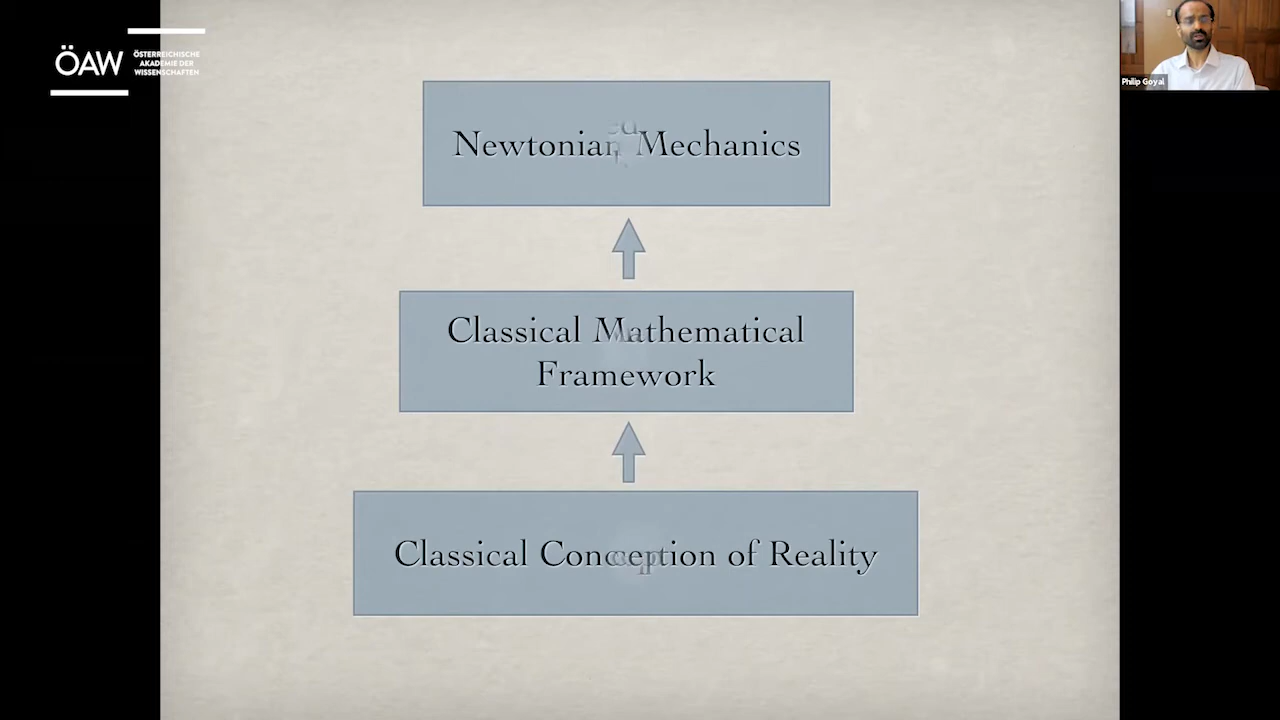 ÖAW
ÖSTERREICHISCHE
AKADEMIE DER
WISSENSCHAFTEN
Philip Goyal
Newtonian Mechanics
Classical Mathematical
Framework
Classical Conception of Reality